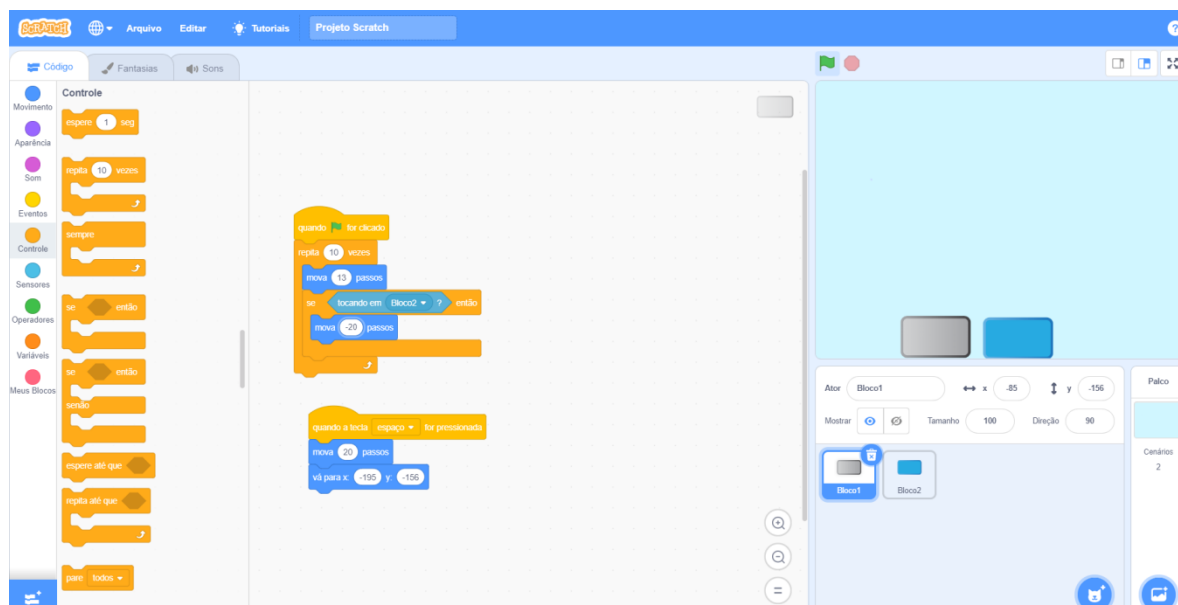 SCRATCH Arquivo Editar Tutoriais Projeto Scratch ?
Código Fantasias Sons
Movimento
Aparência
Som
Eventos
Controle
Sensores
Operadores
Variáveis
Meus Blocos
Controle
espere 1 seg
repita 10 vezes
sempre
se então
se então
senão
espere até que
repita até que
pare todos
quando for clicado
repita 10 vezes
mova 13 passos
se tocando em Bloco2 ? então
mova -20 passos
quando a tecla espaço for pressionada
mova 20 passos
vá para x: -195 y: -156
Ator Bloco1 x -85 y -156
Mostrar Tamanho 100 Direção 90
Bloco1 Bloco2
Palco
Cenários
2